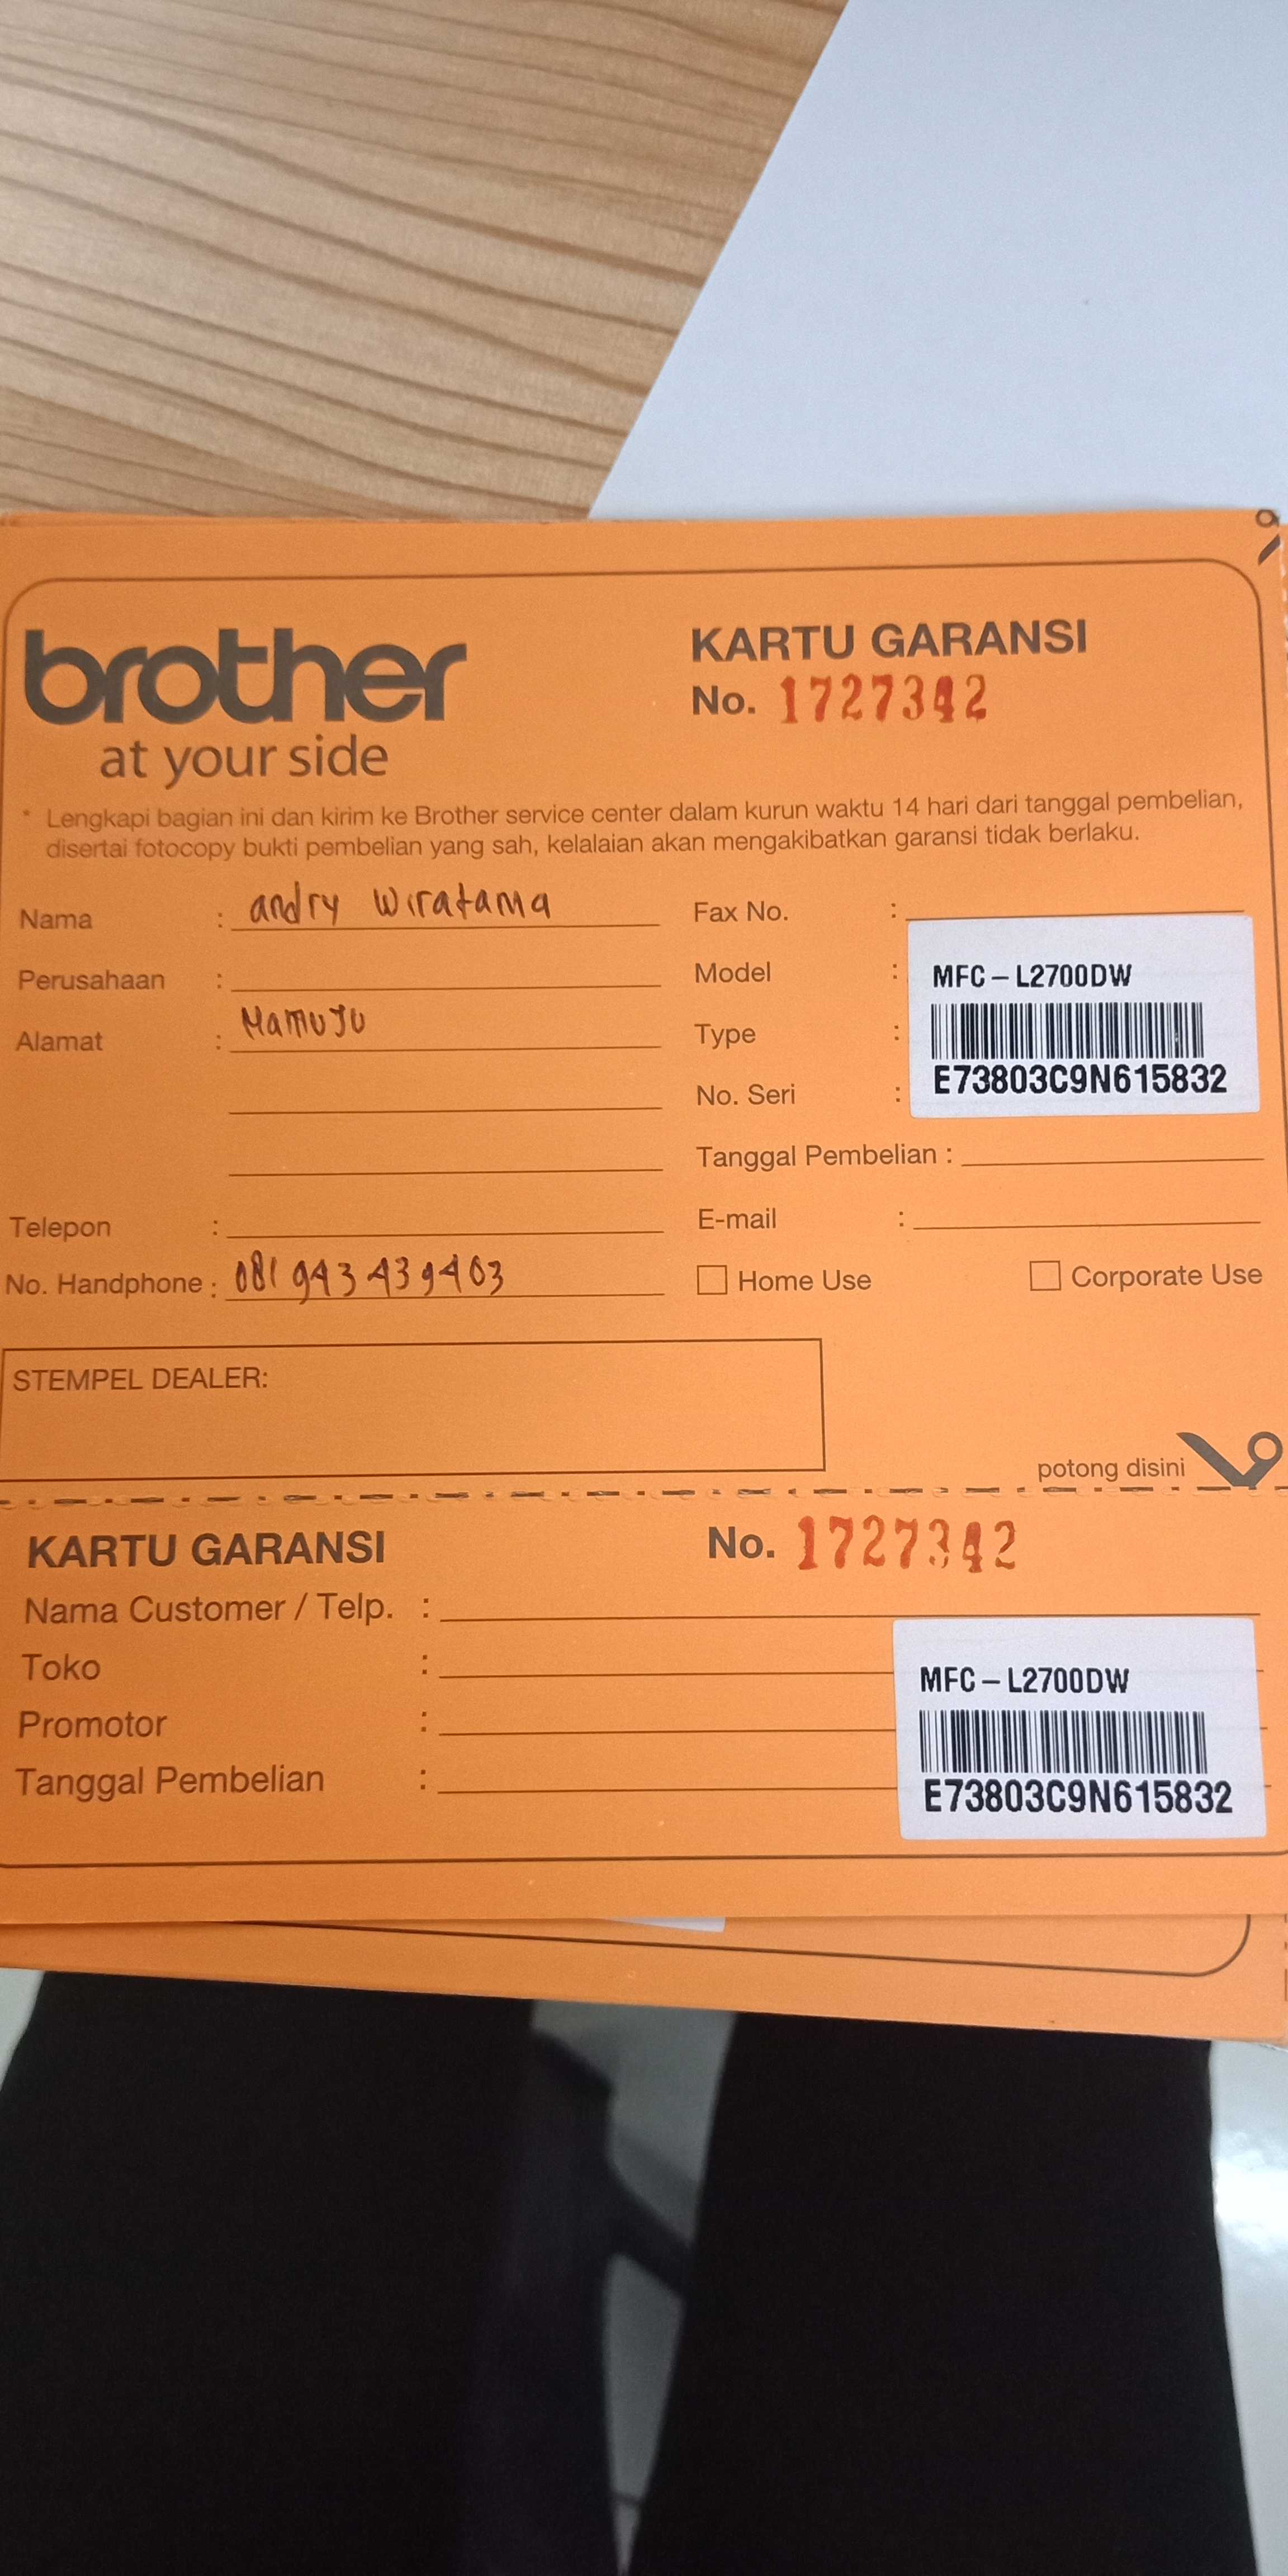 brother
at your side
KARTU GARANSI
No. 1727342
* Lengkapi bagian ini dan kirim ke Brother service center dalam kurun waktu 14 hari dari tanggal pembelian,
disertai fotocopy bukti pembelian yang sah, kelalaian akan mengakibatkan garansi tidak berlaku.
Nama : andry wiratama
Perusahaan :
Alamat : Mamuju
Telepon :
No. Handphone : 081 943 439403
Fax No. :
Model : MFC-L2700DW
Type :
No. Seri : E73803C9N615832
Tanggal Pembelian :
E-mail :
Home Use
Corporate Use
STEMPEL DEALER:
potong disini
KARTU GARANSI
No. 1727342
Nama Customer / Telp. :
Toko :
Promotor :
Tanggal Pembelian :
MFC-L2700DW
E73803C9N615832